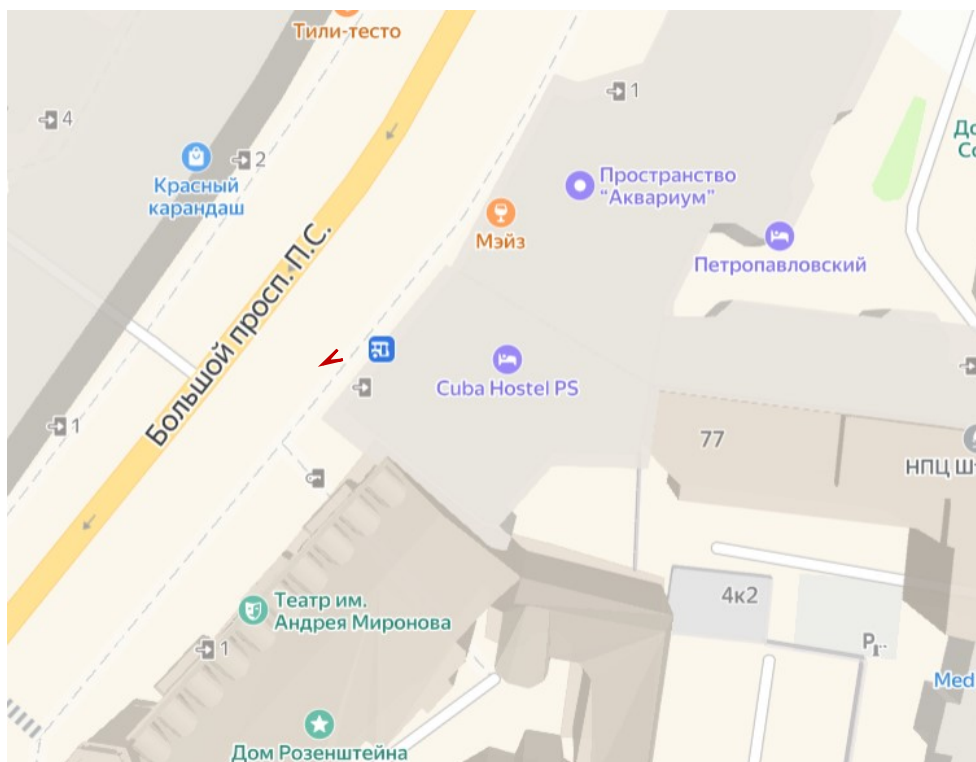 Тили-тесто
1
4
2
Красный
карандаш
Пространство
"Аквариум"
Мэйз
Петропавловский
Большой просп. П.С.
Cuba Hostel PS
1
77
НПЦ
4к2
Театр им.
Андрея Миронова
1
Med
Дом Розенштейна